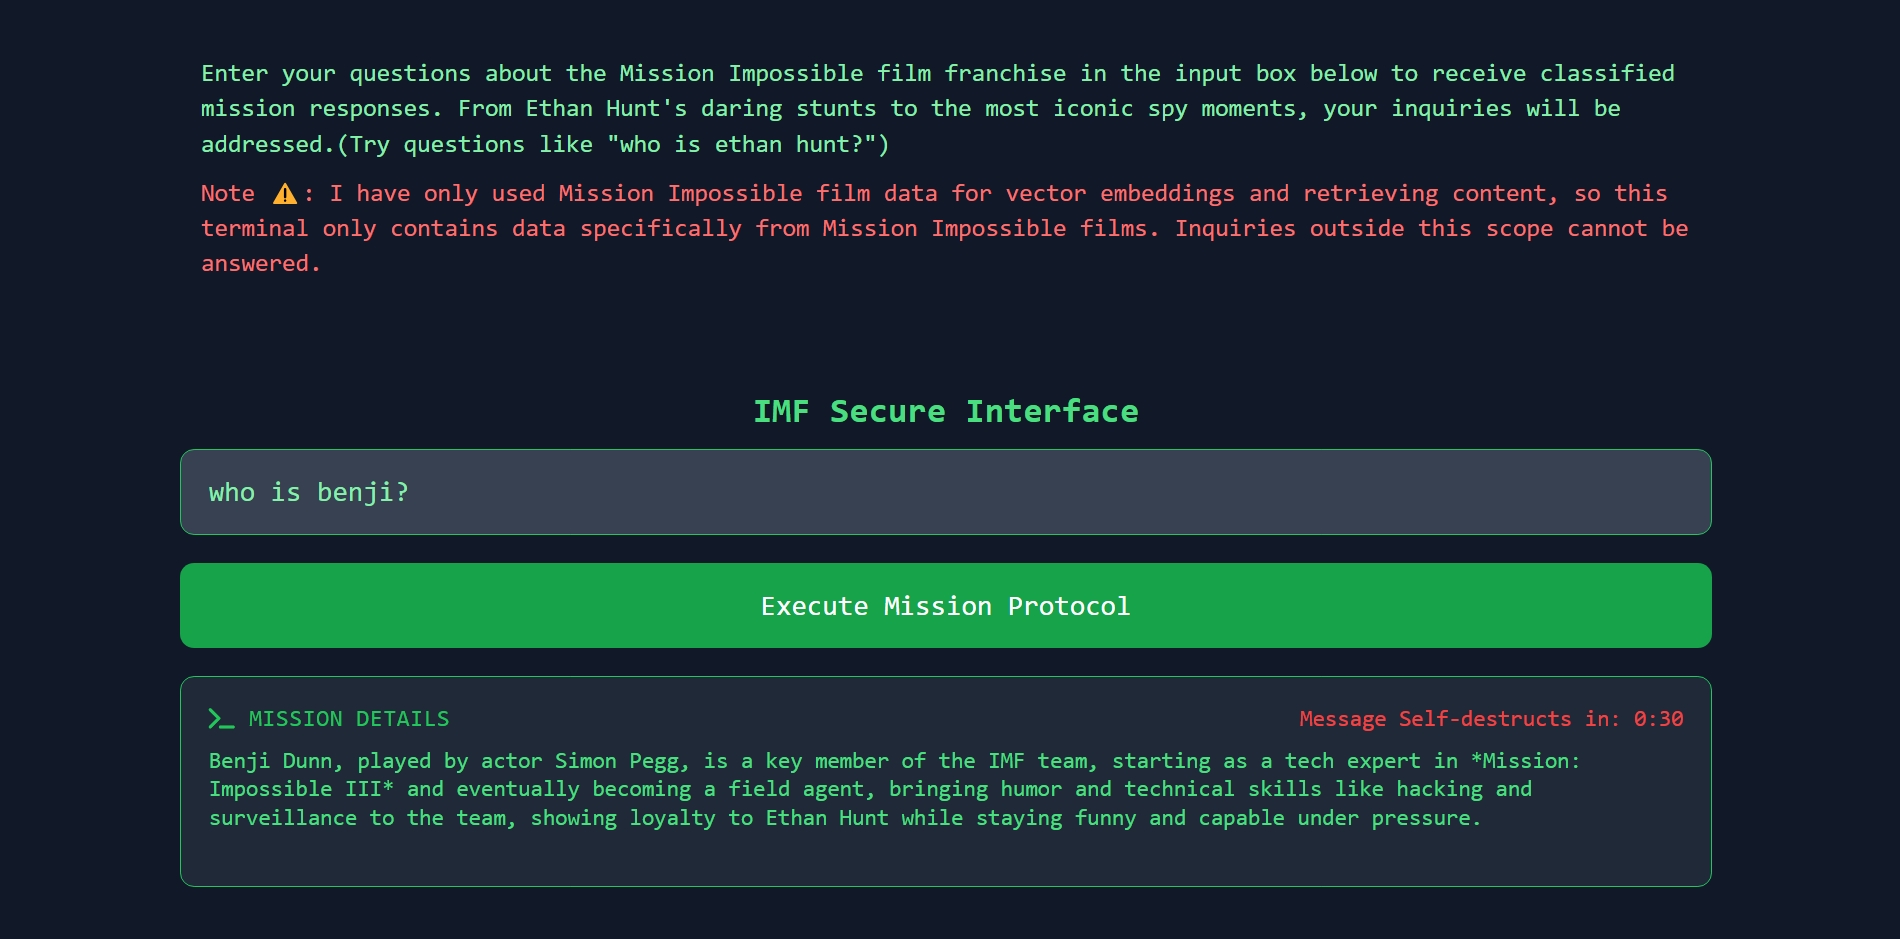 Enter your questions about the Mission Impossible film franchise in the input box below to receive classified
mission responses. From Ethan Hunt's daring stunts to the most iconic spy moments, your inquiries will be
addressed.(Try questions like "who is ethan hunt?")
Note ⚠️: I have only used Mission Impossible film data for vector embeddings and retrieving content, so this
terminal only contains data specifically from Mission Impossible films. Inquiries outside this scope cannot be
answered.
IMF Secure Interface
who is benji?
Execute Mission Protocol
MISSION DETAILS
Message Self-destructs in: 0:30
Benji Dunn, played by actor Simon Pegg, is a key member of the IMF team, starting as a tech expert in *Mission:
Impossible III* and eventually becoming a field agent, bringing humor and technical skills like hacking and
surveillance to the team, showing loyalty to Ethan Hunt while staying funny and capable under pressure.